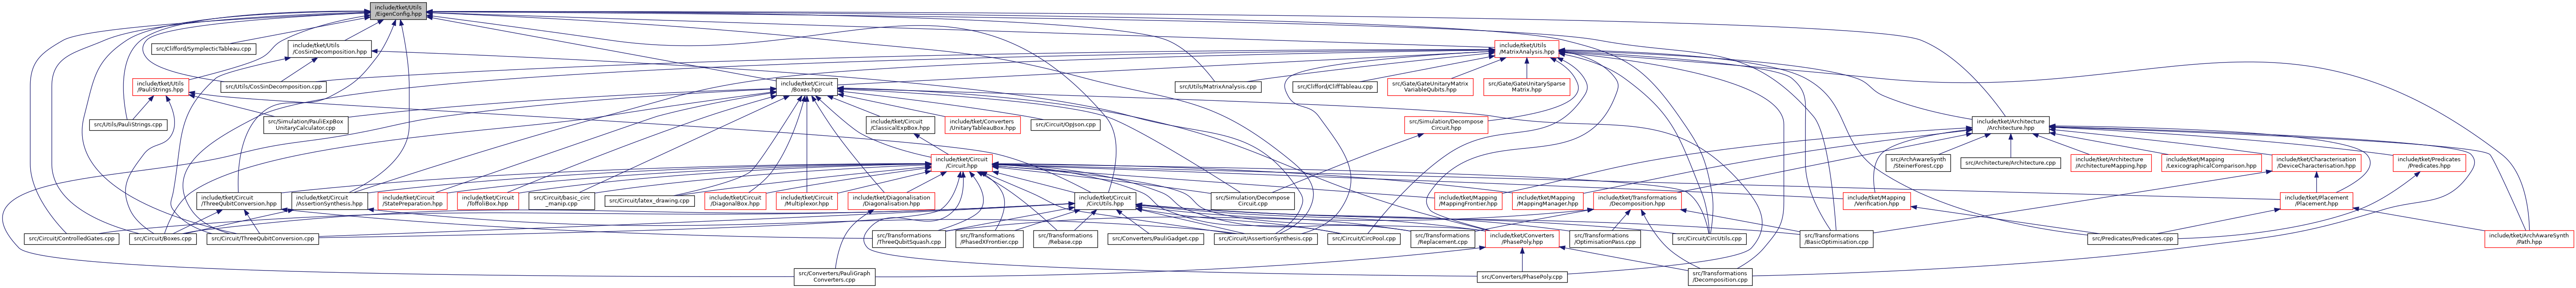 include/tket/Utils
/EigenConfig.hpp
src/Clifford/SymplecticTableau.cpp
include/tket/Utils
/CosSinDecomposition.hpp
include/tket/Utils
/MatrixAnalysis.hpp
include/tket/Utils
/PauliStrings.hpp
src/Utils/CosSinDecomposition.cpp
include/tket/Circuit
/Boxes.hpp
src/Utils/MatrixAnalysis.cpp
src/Clifford/CliffTableau.cpp
src/Gate/GateUnitaryMatrix
VariableQubits.hpp
src/Gate/GateUnitarySparse
Matrix.hpp
src/Utils/PauliStrings.cpp
src/Simulation/PauliExpBox
UnitaryCalculator.cpp
include/tket/Circuit
/ClassicalExpBox.hpp
include/tket/Converters
/UnitaryTableauBox.hpp
src/Circuit/OpJson.cpp
src/Simulation/Decompose
Circuit.hpp
include/tket/Architecture
/Architecture.hpp
include/tket/Circuit
/Circuit.hpp
src/ArchAwareSynth
/SteinerForest.cpp
src/Architecture/Architecture.cpp
include/tket/Architecture
/ArchitectureMapping.hpp
include/tket/Mapping
/LexicographicalComparison.hpp
include/tket/Characterisation
/DeviceCharacterisation.hpp
include/tket/Predicates
/Predicates.hpp
include/tket/Circuit
/ThreeQubitConversion.hpp
include/tket/Circuit
/AssertionSynthesis.hpp
include/tket/Circuit
/StatePreparation.hpp
include/tket/Circuit
/ToffoliBox.hpp
src/Circuit/basic_circ
_manip.cpp
src/Circuit/latex_drawing.cpp
include/tket/Circuit
/DiagonalBox.hpp
include/tket/Circuit
/Multiplexor.hpp
include/tket/Diagonalisation
/Diagonalisation.hpp
include/tket/Circuit
/CircUtils.hpp
src/Simulation/Decompose
Circuit.cpp
include/tket/Mapping
/MappingFrontier.hpp
include/tket/Mapping
/MappingManager.hpp
include/tket/Transformations
/Decomposition.hpp
include/tket/Mapping
/Verification.hpp
include/tket/Placement
/Placement.hpp
src/Circuit/ControlledGates.cpp
src/Circuit/Boxes.cpp
src/Circuit/ThreeQubitConversion.cpp
src/Transformations
/ThreeQubitSquash.cpp
src/Transformations
/PhasedXFrontier.cpp
src/Transformations
/Rebase.cpp
src/Converters/PauliGadget.cpp
src/Circuit/AssertionSynthesis.cpp
src/Circuit/CircPool.cpp
src/Transformations
/Replacement.cpp
include/tket/Converters
/PhasePoly.hpp
src/Transformations
/OptimisationPass.cpp
src/Circuit/CircUtils.cpp
src/Transformations
/BasicOptimisation.cpp
src/Predicates/Predicates.cpp
include/tket/ArchAwareSynth
/Path.hpp
src/Converters/PauliGraph
Converters.cpp
src/Converters/PhasePoly.cpp
src/Transformations
/Decomposition.cpp